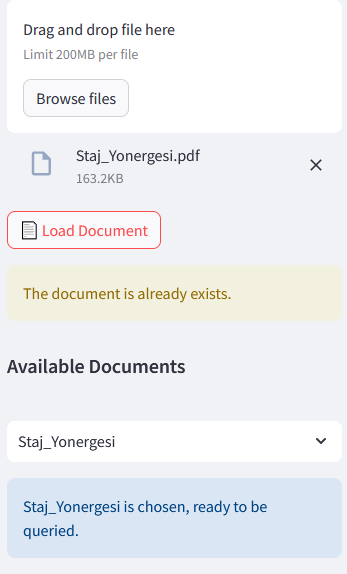 Drag and drop file here
Limit 200MB per file
Browse files
Staj_Yonergesi.pdf
163.2KB
Load Document
The document is already exists.
Available Documents
Staj_Yonergesi
Staj_Yonergesi is chosen, ready to be
queried.